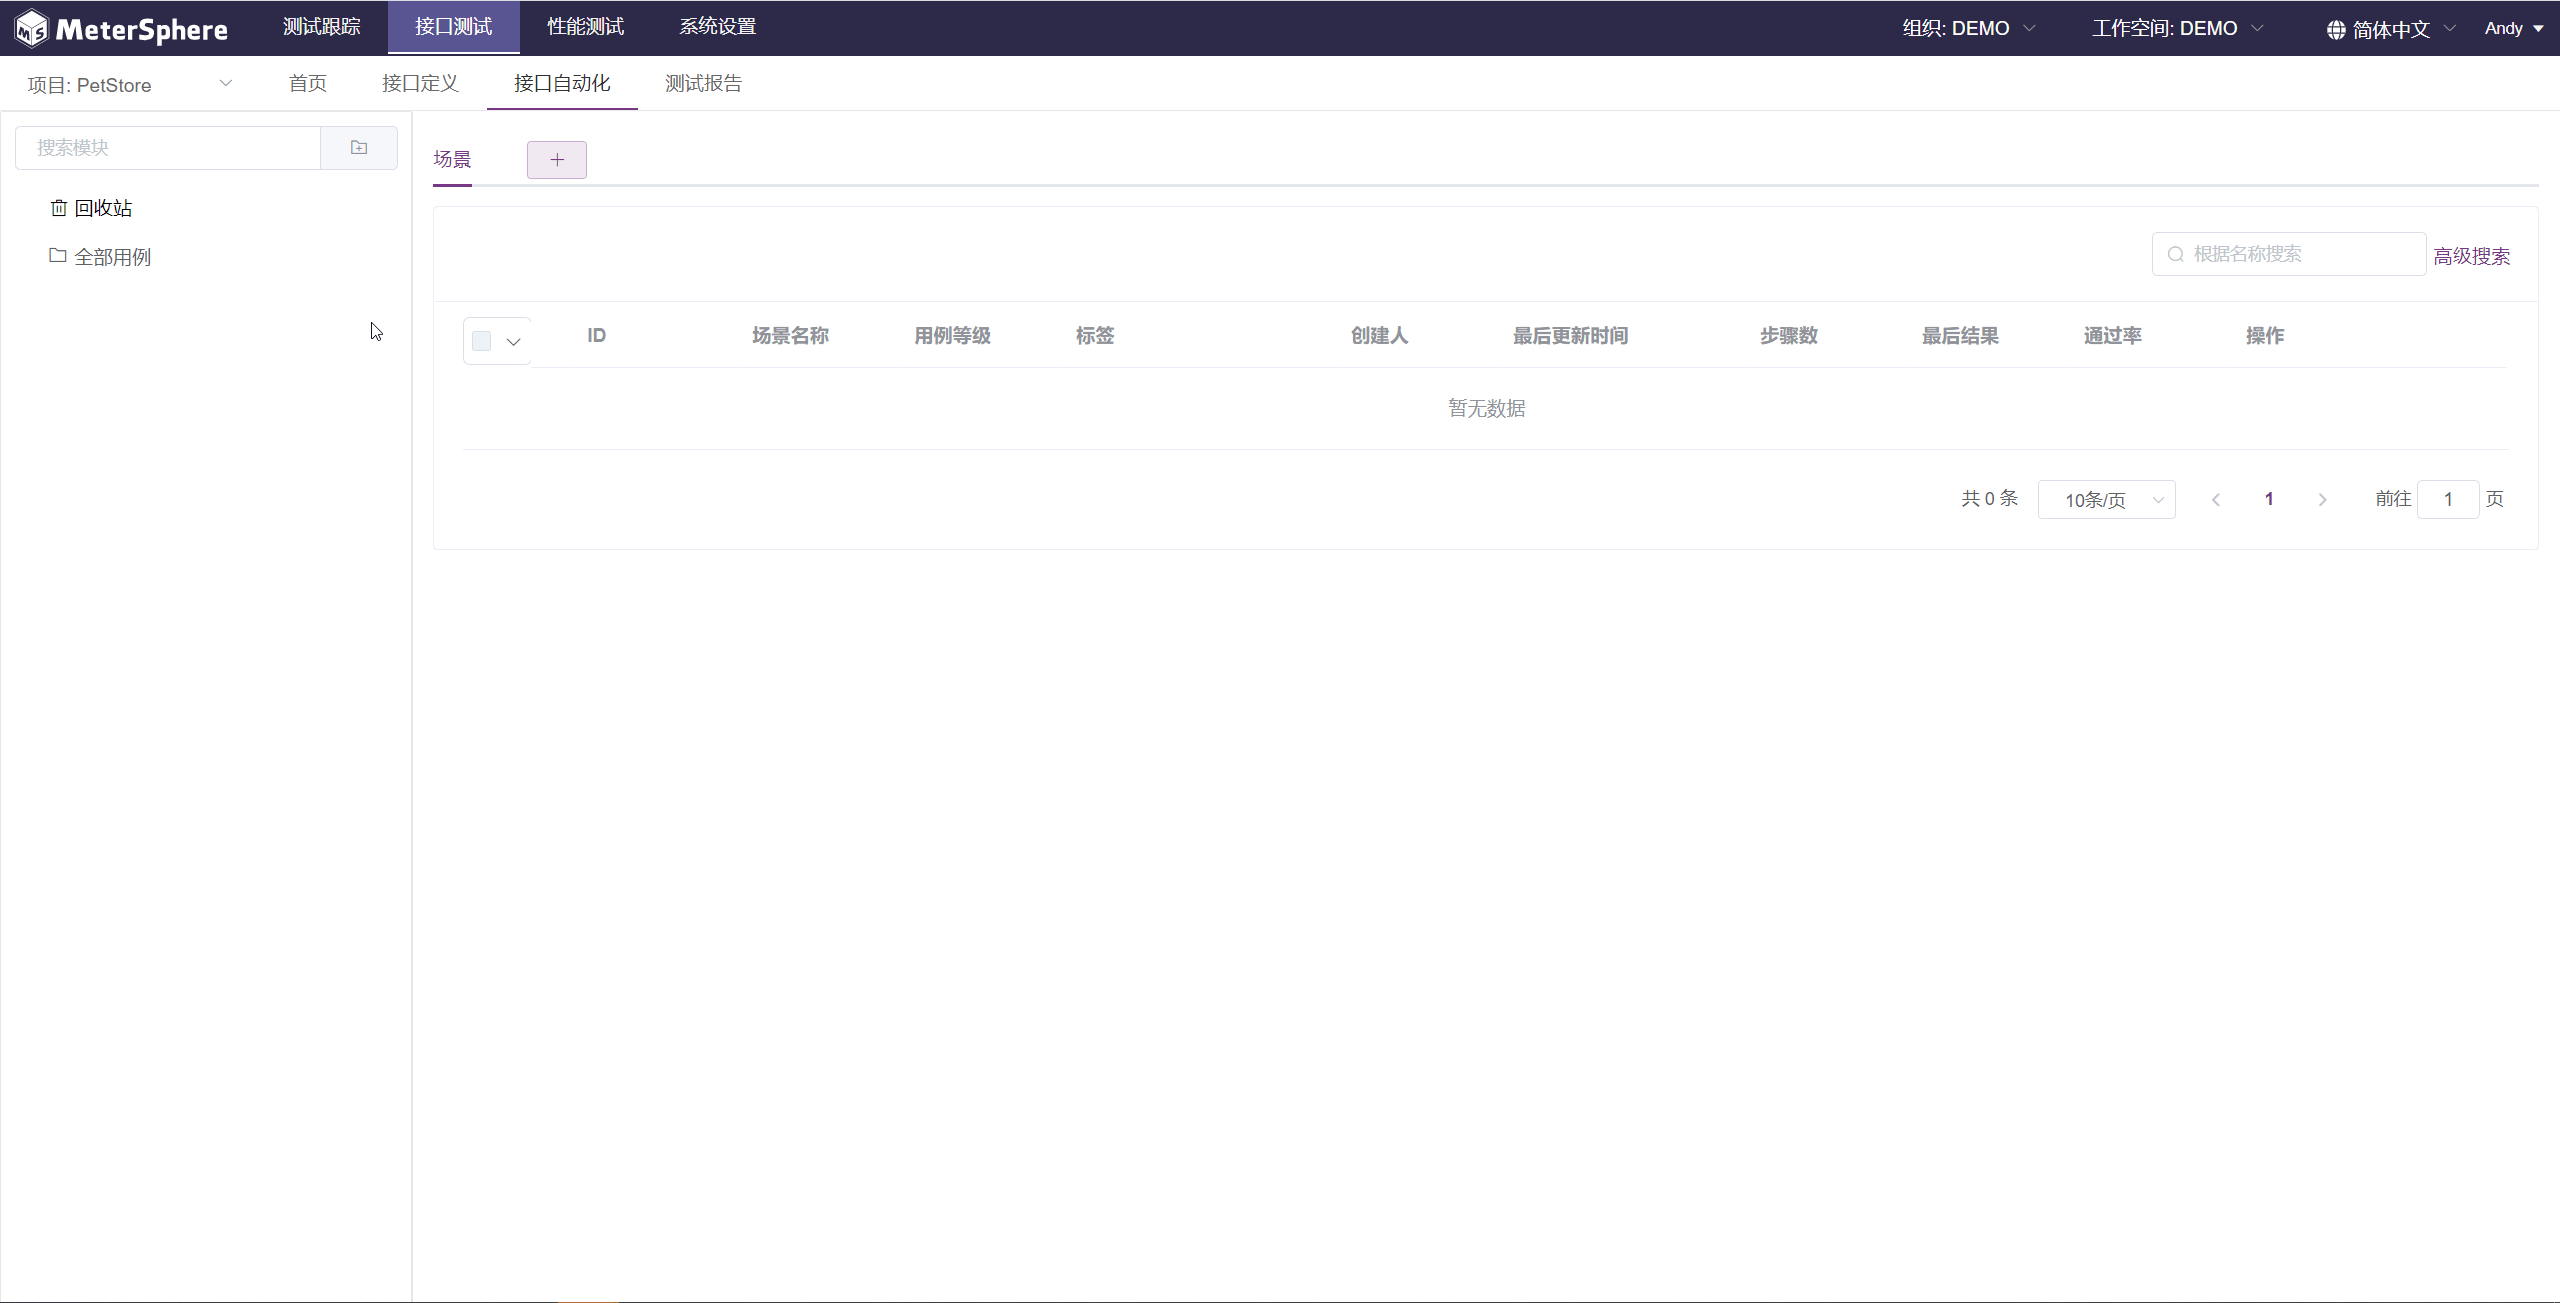 MeterSphere 测试跟踪 接口测试 性能测试 系统设置 组织: DEMO 工作空间: DEMO 简体中文 Andy
项目: PetStore 首页 接口定义 接口自动化 测试报告
搜索模块
回收站
全部用例
场景
根据名称搜索 高级搜索
ID 场景名称 用例等级 标签 创建人 最后更新时间 步骤数 最后结果 通过率 操作
暂无数据
共 0 条 10条/页 1 前往 1 页